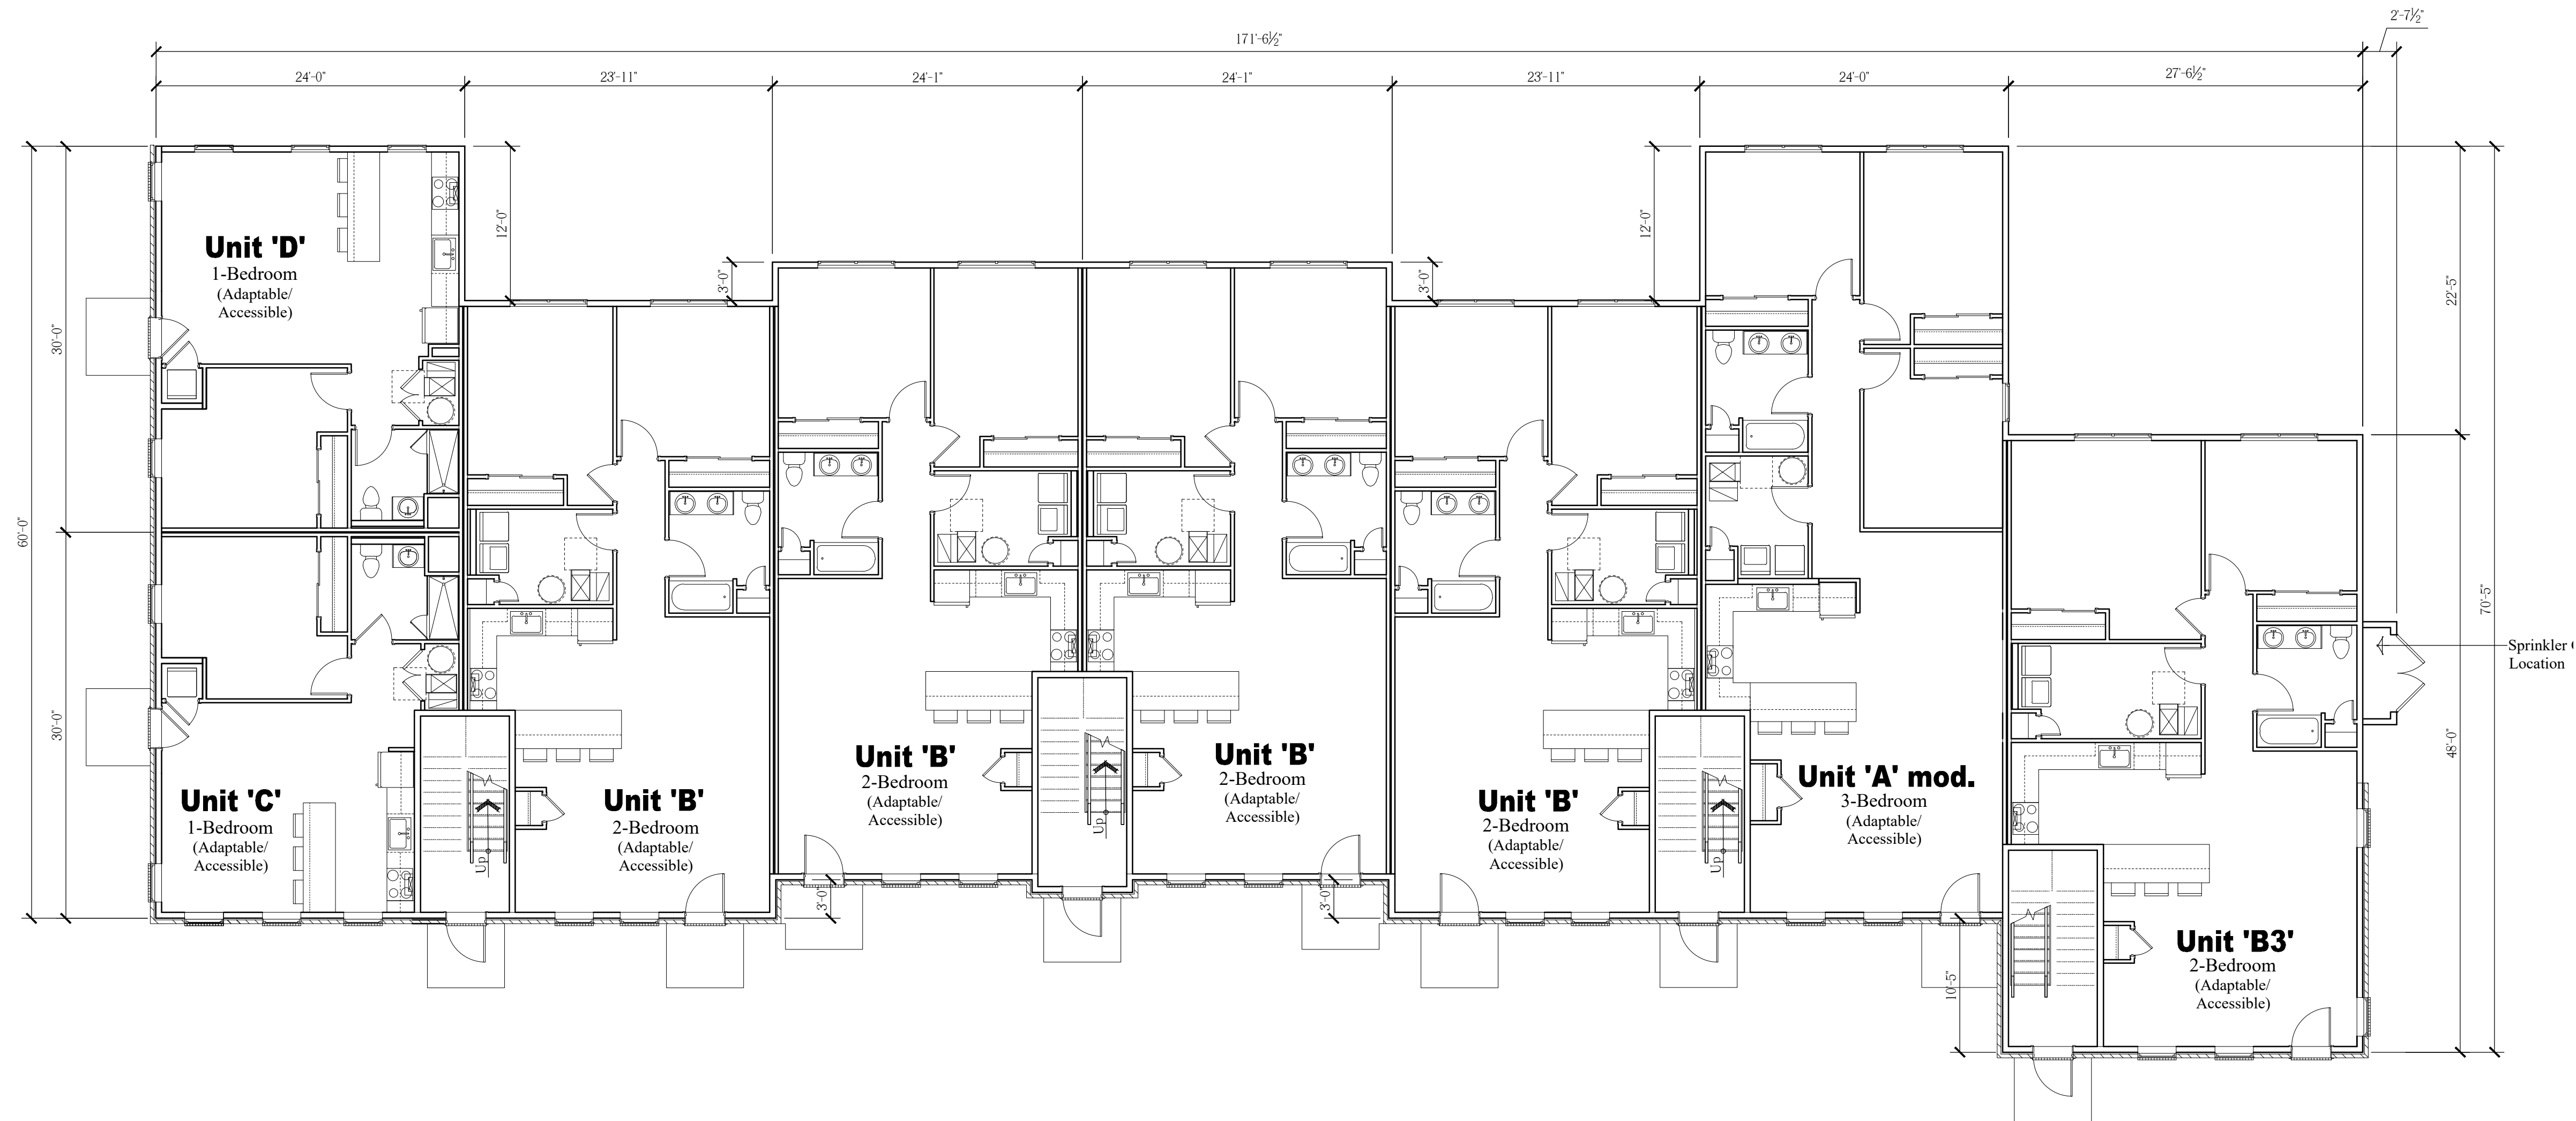 2'-7½"
171'-6½"
24'-0"
23'-11"
24'-1"
24'-1"
23'-11"
24'-0"
27'-6½"
12'-0"
3'-0"
3'-0"
12'-0"
22'-5"
30'-0"
60'-0"
30'-0"
70'-5"
48'-0"
Unit 'D'
1-Bedroom
(Adaptable/
Accessible)
Unit 'C'
1-Bedroom
(Adaptable/
Accessible)
Up
Unit 'B'
2-Bedroom
(Adaptable/
Accessible)
Unit 'B'
2-Bedroom
(Adaptable/
Accessible)
Up
Unit 'B'
2-Bedroom
(Adaptable/
Accessible)
Unit 'B'
2-Bedroom
(Adaptable/
Accessible)
Up
Unit 'A' mod.
3-Bedroom
(Adaptable/
Accessible)
Unit 'B3'
2-Bedroom
(Adaptable/
Accessible)
Sprinkler
Location
3'-0"
3'-0"
10'-5"